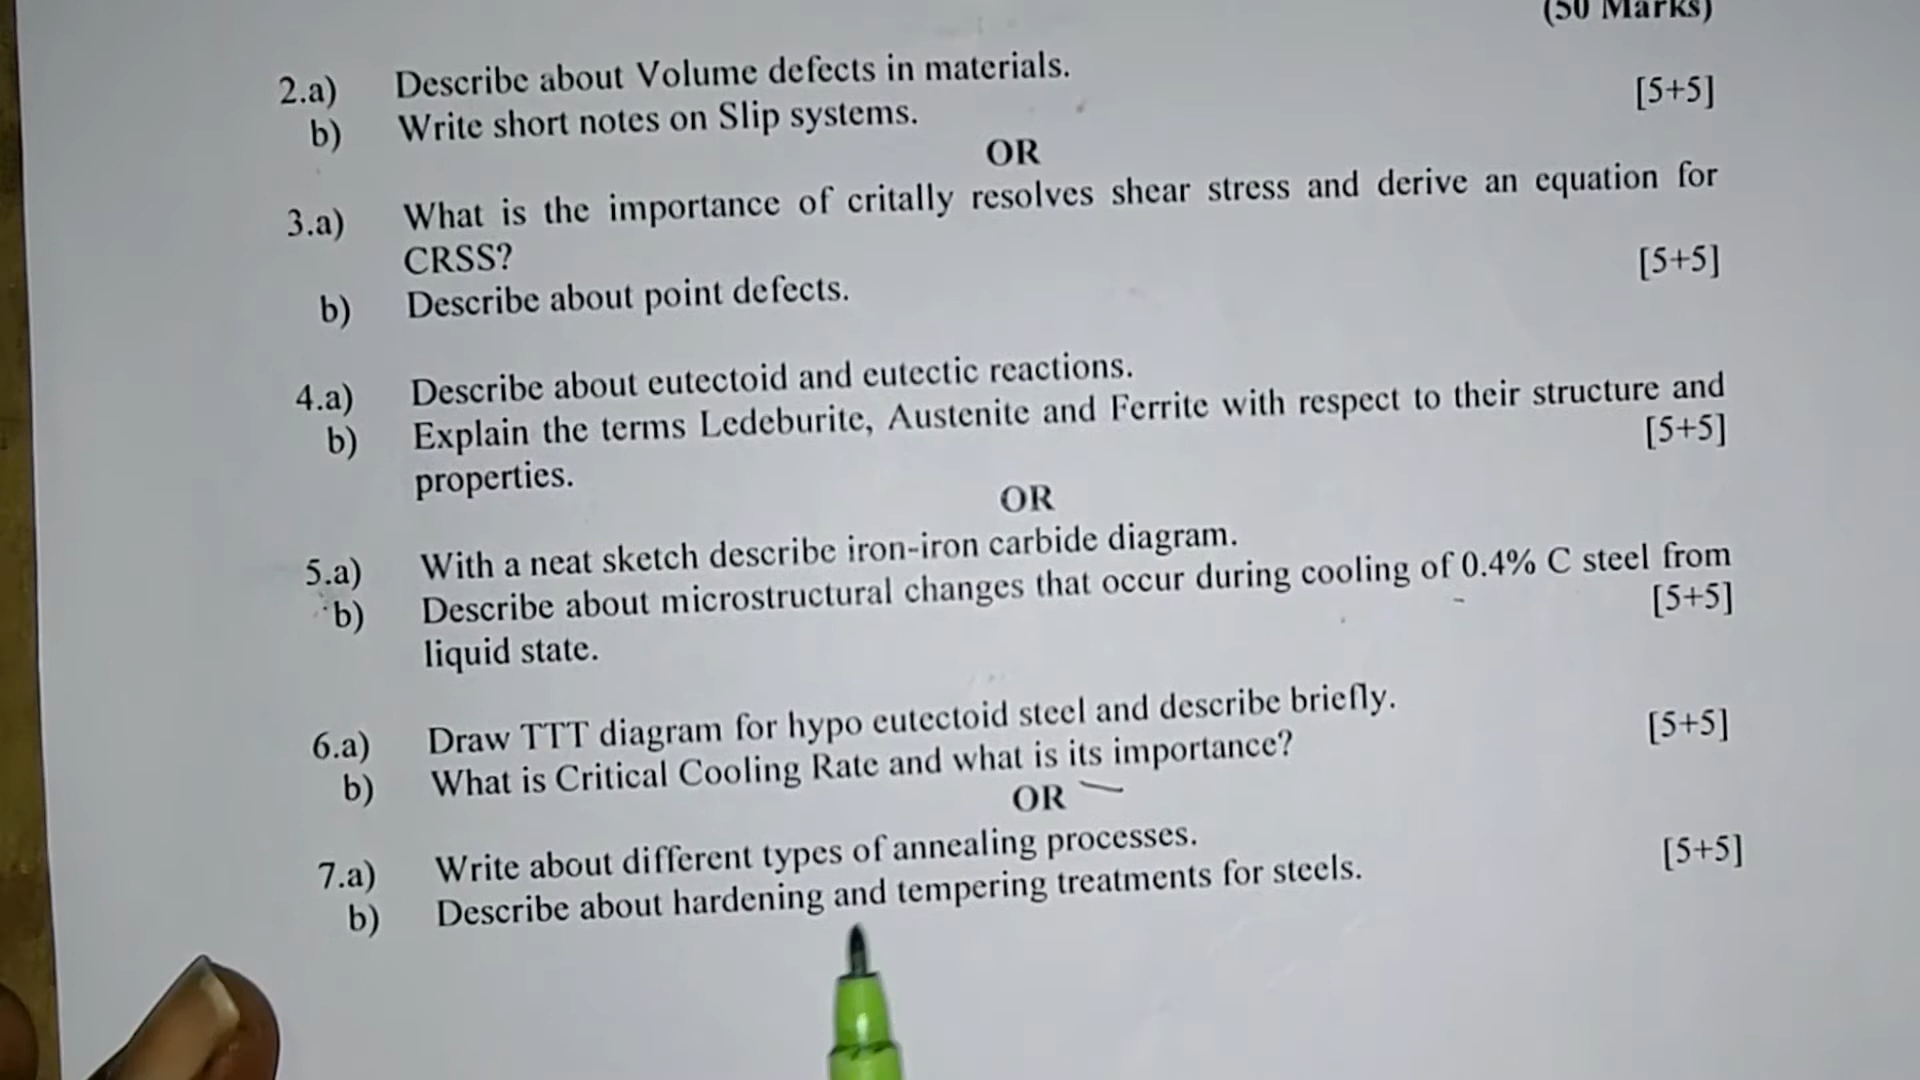 (50 Marks)
2.a) Describe about Volume defects in materials.
b) Write short notes on Slip systems. [5+5]
OR
3.a) What is the importance of critally resolves shear stress and derive an equation for
CRSS?
b) Describe about point defects. [5+5]
4.a) Describe about eutectoid and eutectic reactions.
b) Explain the terms Ledeburite, Austenite and Ferrite with respect to their structure and
properties. [5+5]
OR
5.a) With a neat sketch describe iron-iron carbide diagram.
b) Describe about microstructural changes that occur during cooling of 0.4% C steel from
liquid state. [5+5]
6.a) Draw TTT diagram for hypo eutectoid steel and describe briefly.
b) What is Critical Cooling Rate and what is its importance? [5+5]
OR
7.a) Write about different types of annealing processes.
b) Describe about hardening and tempering treatments for steels. [5+5]